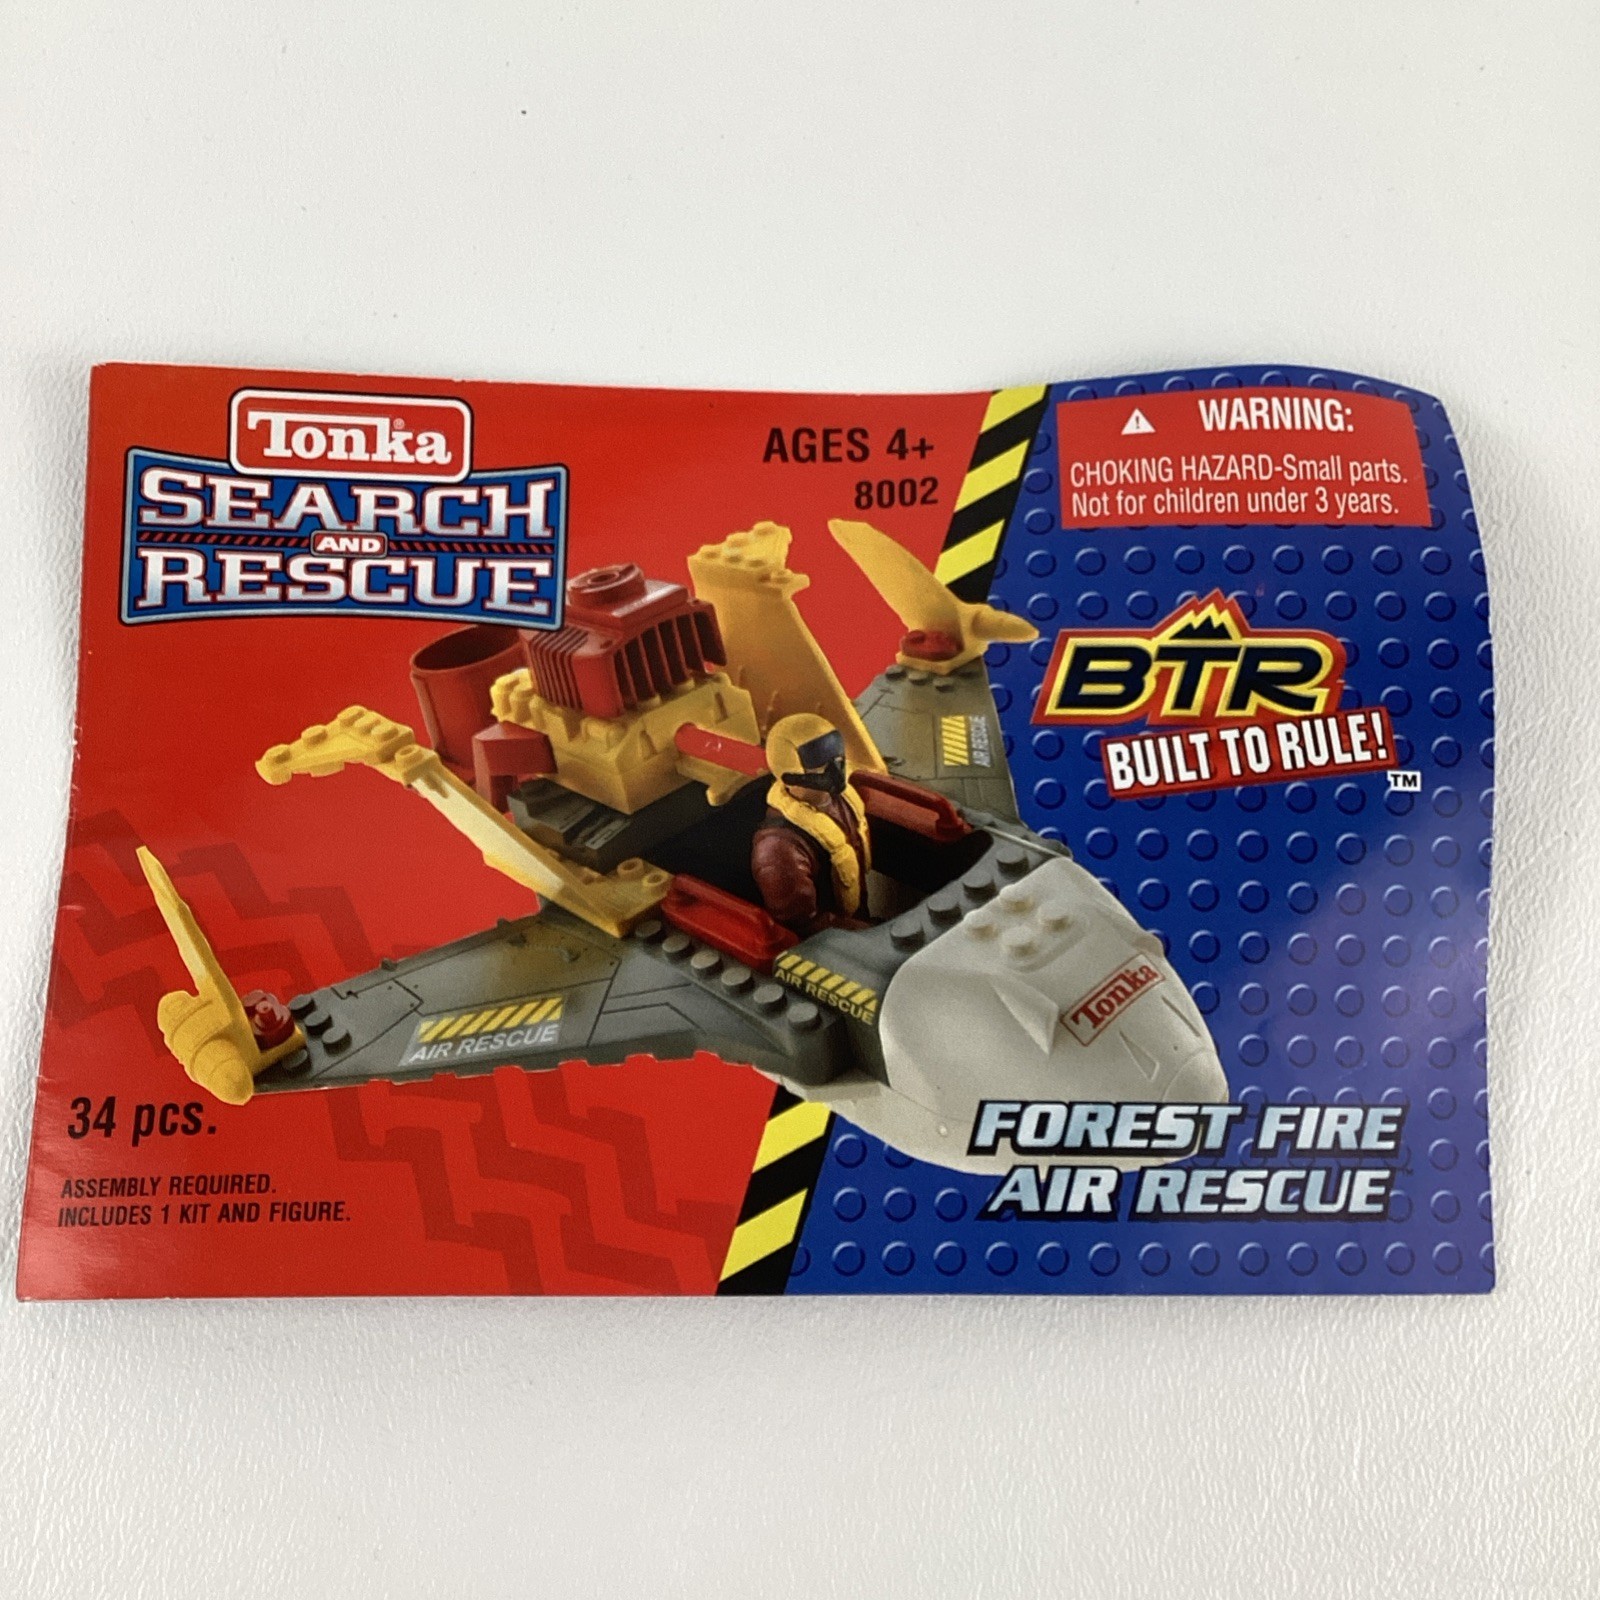 Tonka®
SEARCH
AND
RESCUE
AGES 4+
8002
⚠ WARNING:
CHOKING HAZARD-Small parts.
Not for children under 3 years.
BTR
BUILT TO RULE!
TM
AIR RESCUE
AIR RESCUE
AIR RESCUE
Tonka
34 pcs.
ASSEMBLY REQUIRED.
INCLUDES 1 KIT AND FIGURE.
FOREST FIRE
AIR RESCUE